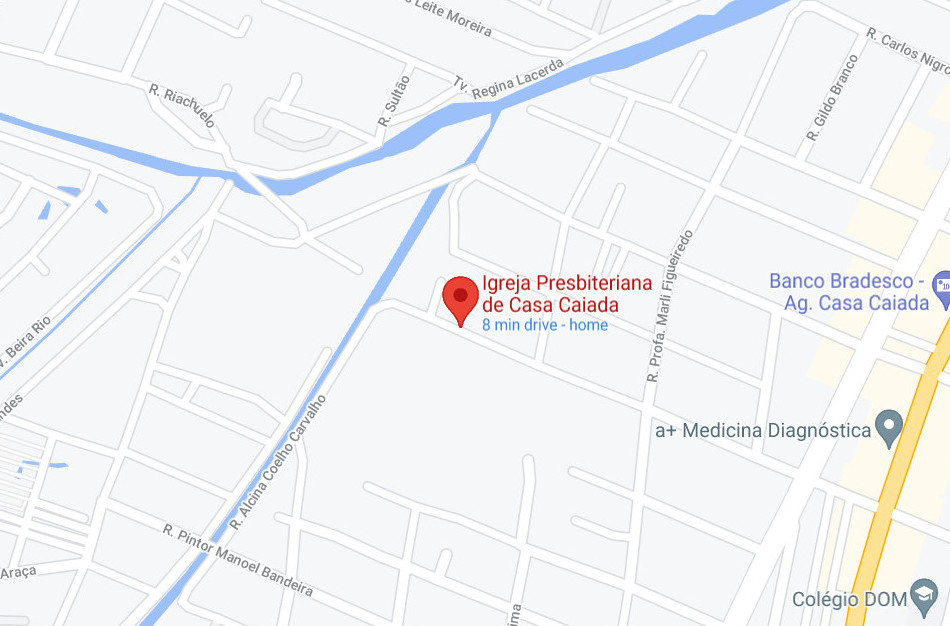 s Leite Moreira
R. Carlos Nigro
R. Sultão
Tv. Regina Lacerda
R. Gildo Branco
R. Riachuelo
R. Profa. Marli Figueiredo
Igreja Presbiteriana
de Casa Caiada
8 min drive - home
Banco Bradesco -
Ag. Casa Caiada
V. Beira Rio
ndes
R. Alcina Coelho Carvalho
a+ Medicina Diagnóstica
R. Pintor Manoel Bandeira
Araça
Colégio DOM
ima